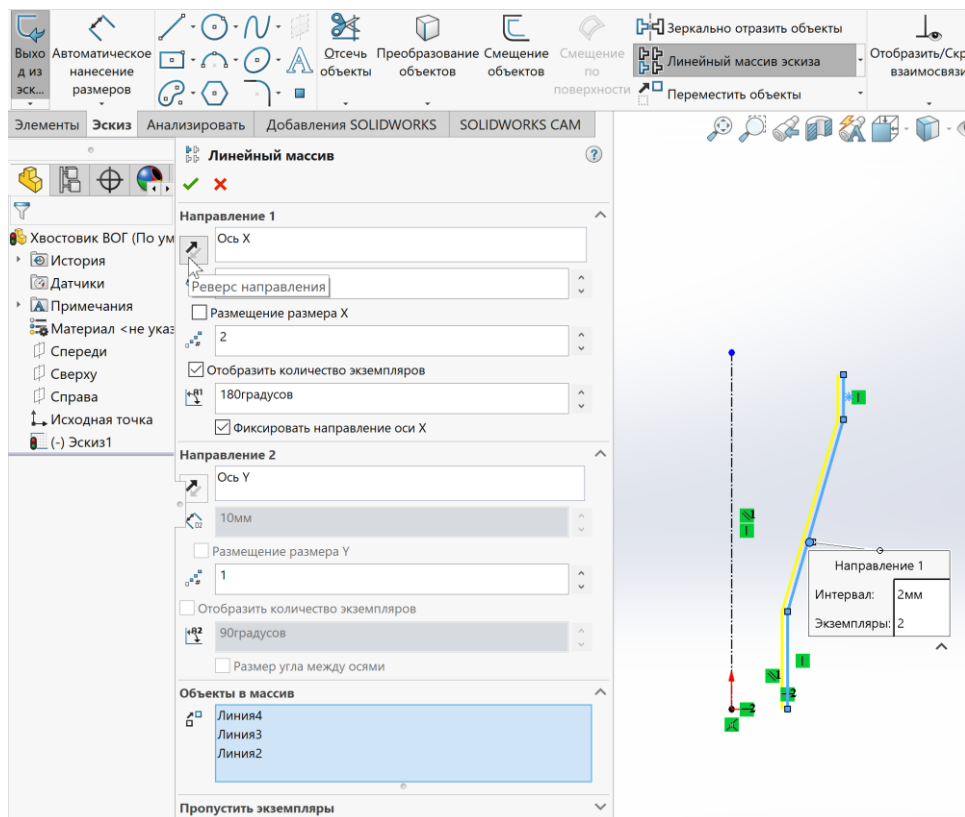 Выхо
д из
эск...
Автоматическое
нанесение
размеров
Отсечь
объекты
Преобразование
объектов
Смещение
объектов
Смещение
по
поверхности
Зеркально отразить объекты
Линейный массив эскиза
Переместить объекты
Отобразить/Скр
взаимосвязи
Элементы
Эскиз
Анализировать
Добавления SOLIDWORKS
SOLIDWORKS CAM
Хвостовик ВОГ (По ум
История
Датчики
Примечания
Материал <не указ
Спереди
Сверху
Справа
Исходная точка
(-) Эскиз1
Линейный массив
Направление 1
Ось X
Реверс направления
Размещение размера X
2
Отобразить количество экземпляров
180градусов
Фиксировать направление оси X
Направление 2
Ось Y
10мм
Размещение размера Y
1
Отобразить количество экземпляров
90градусов
Размер угла между осями
Объекты в массив
Линия4
Линия3
Линия2
Пропустить экземпляры
Направление 1
Интервал: 2мм
Экземпляры: 2